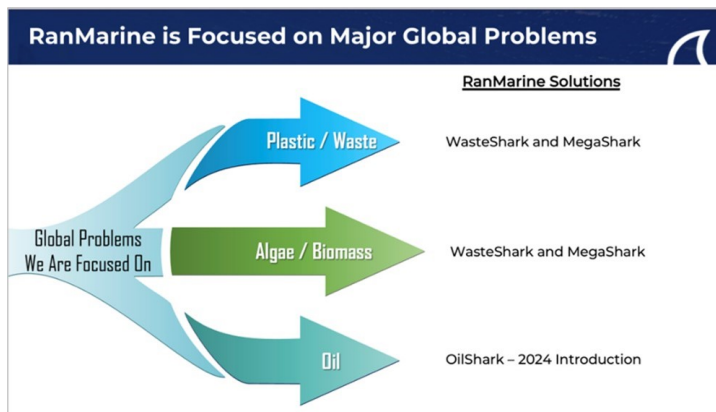 RanMarine is Focused on Major Global Problems
RanMarine Solutions
Plastic / Waste
WasteShark and MegaShark
Global Problems
We Are Focused On
Algae / Biomass
WasteShark and MegaShark
Oil
OilShark – 2024 Introduction